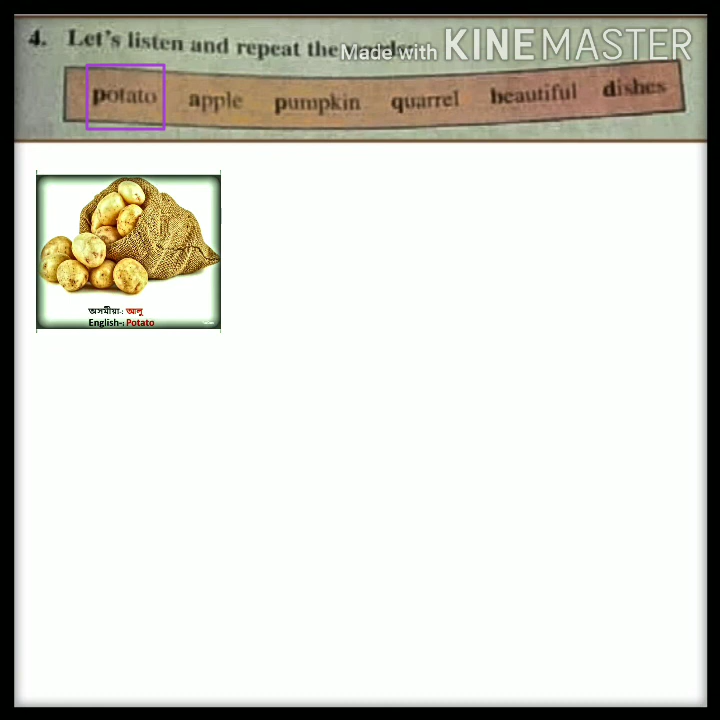 4. Let's listen and repeat the
Made with KINEMASTER
potato apple pumpkin quarrel beautiful dishes
অসমীয়া-: আলু
English-: Potato